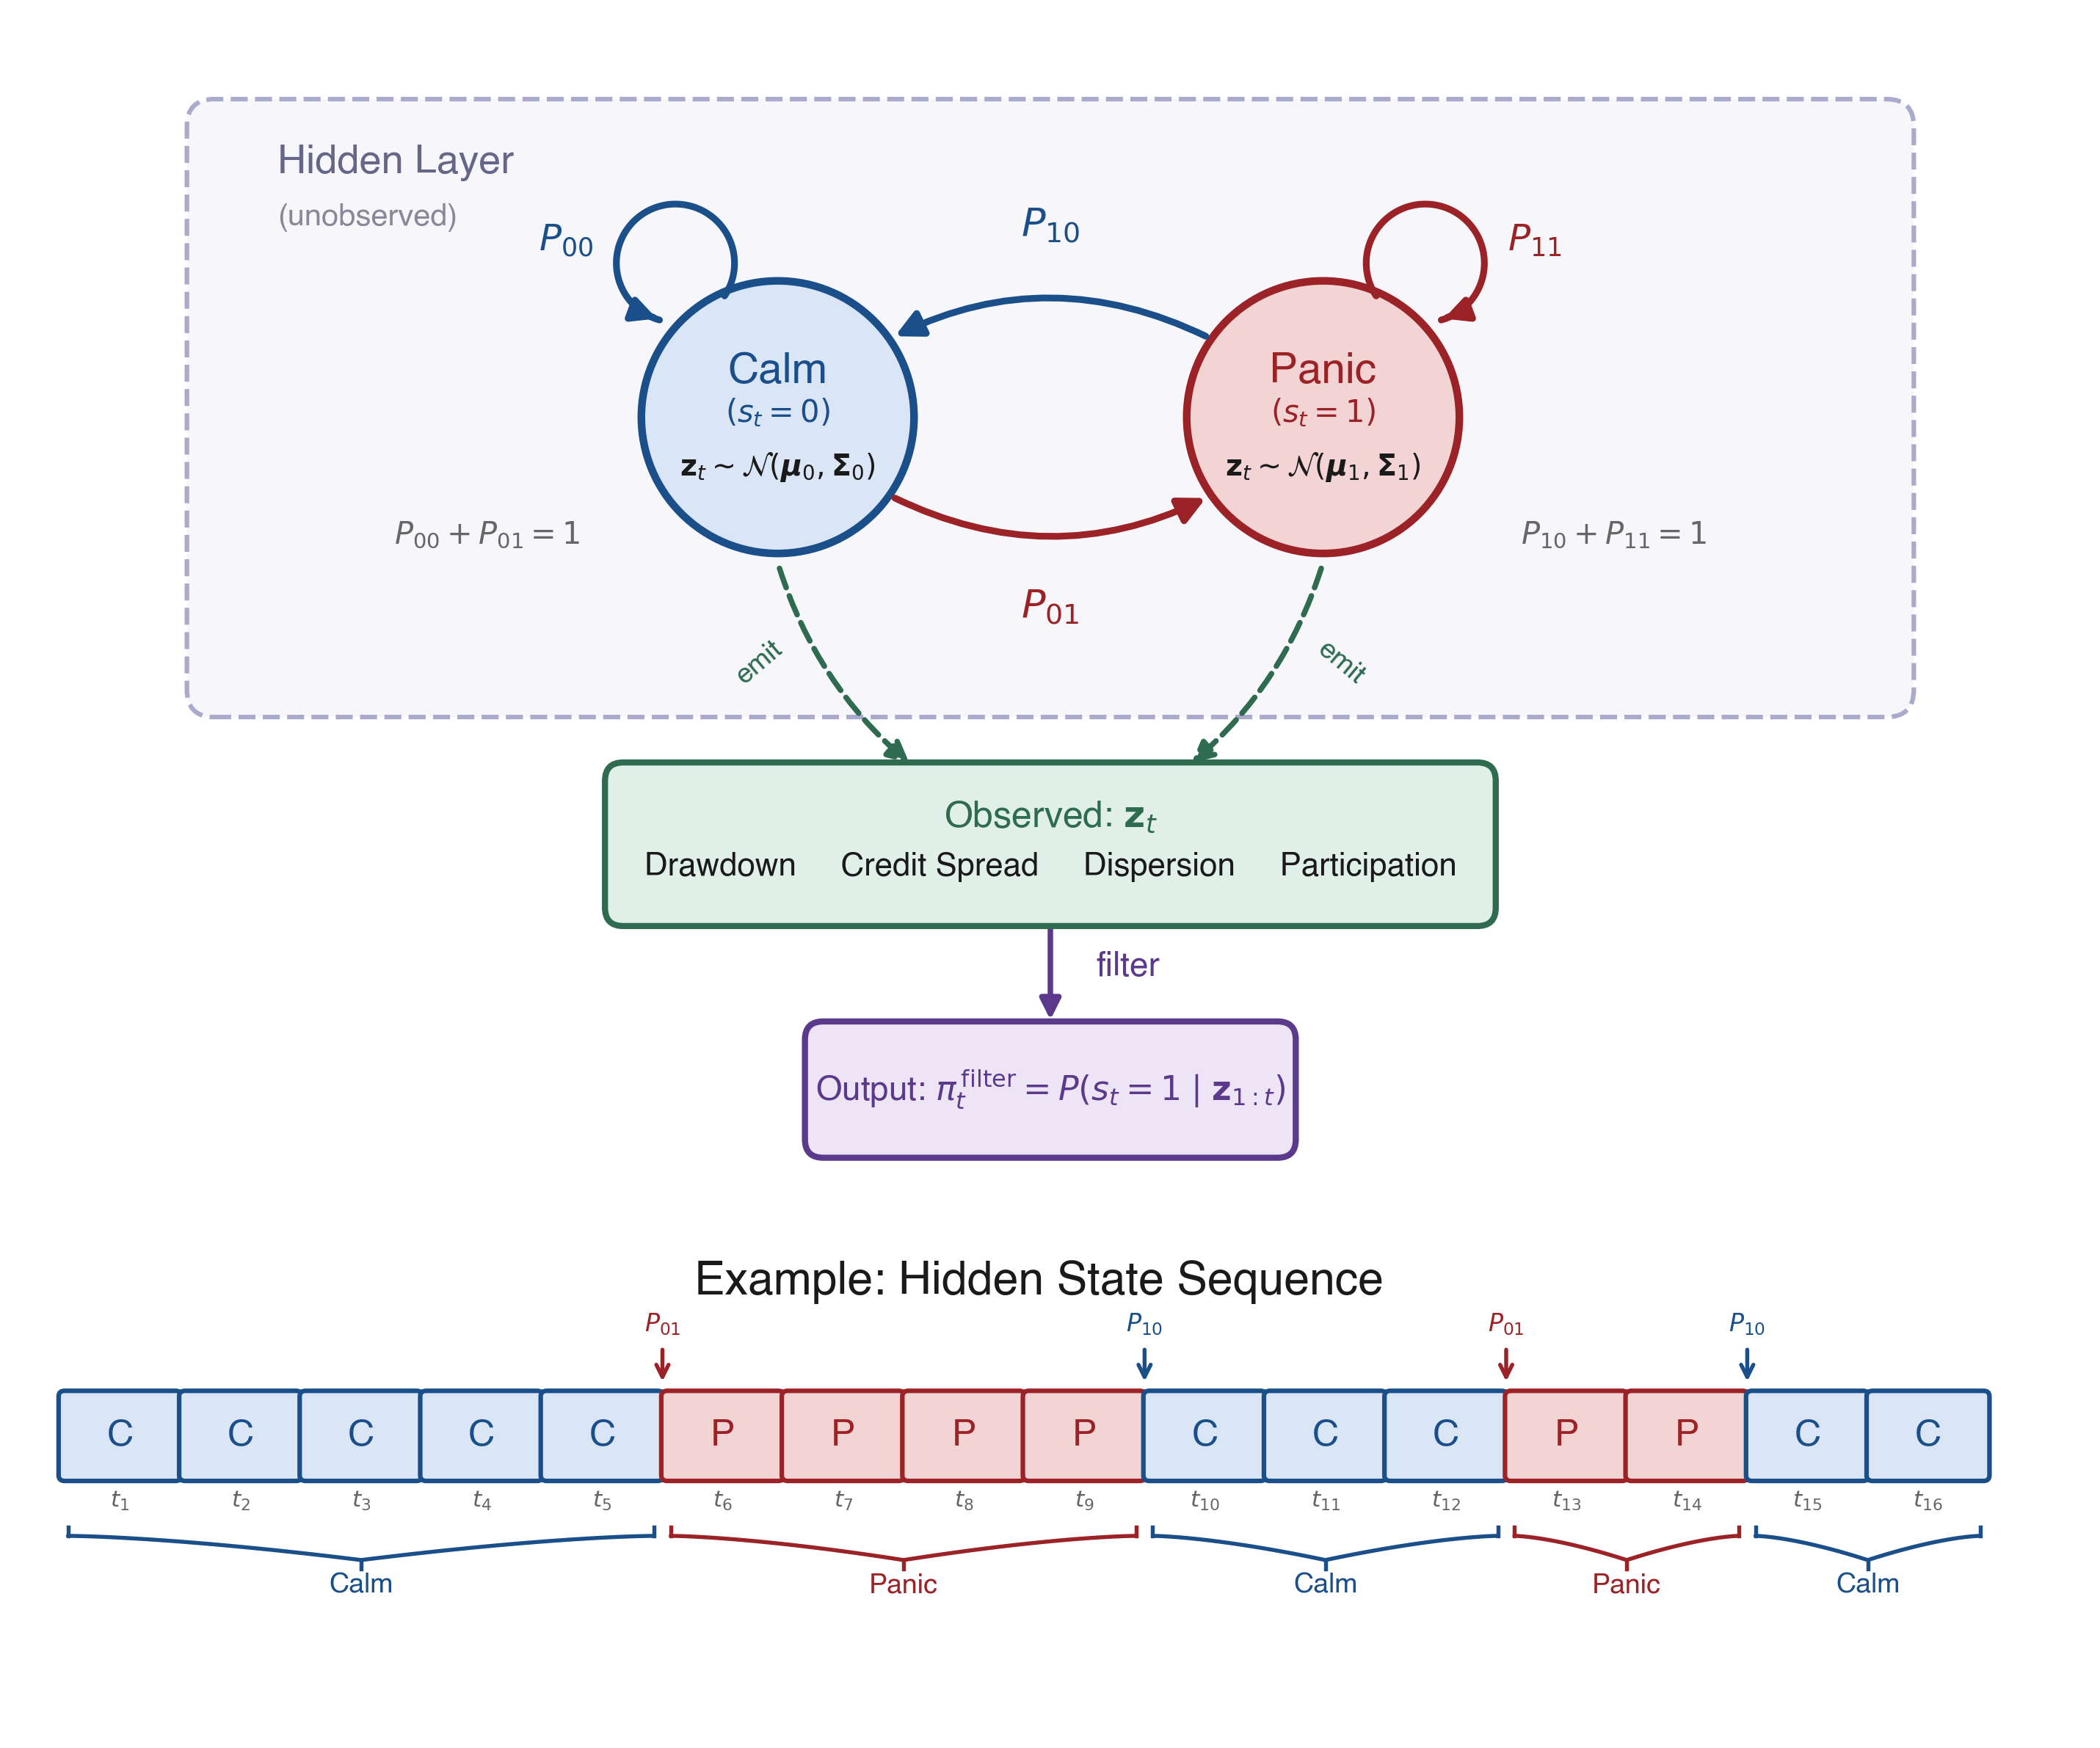 Hidden Layer
(unobserved)
P₀₀
P₁₀
P₁₁
Calm
(sₜ = 0)
𝐳ₜ ~ 𝒩(𝝁₀, 𝚺₀)
Panic
(sₜ = 1)
𝐳ₜ ~ 𝒩(𝝁₁, 𝚺₁)
P₀₀ + P₀₁ = 1
P₁₀ + P₁₁ = 1
P₀₁
emit
emit
Observed: 𝐳ₜ
Drawdown Credit Spread Dispersion Participation
filter
Output: πₜ^filter = P(sₜ = 1 | 𝐳₁:ₜ)
Example: Hidden State Sequence
P₀₁ P₁₀ P₀₁ P₁₀
C C C C C P P P P C C C P P C C
t₁ t₂ t₃ t₄ t₅ t₆ t₇ t₈ t₉ t₁₀ t₁₁ t₁₂ t₁₃ t₁₄ t₁₅ t₁₆
Calm Panic Calm Panic Calm